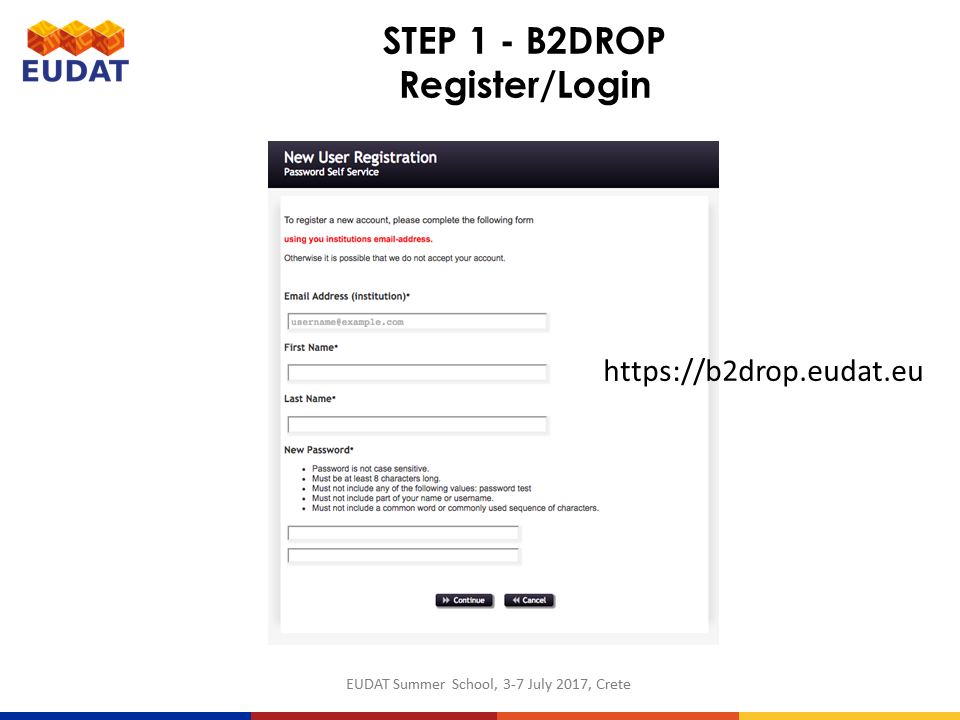 EUDAT
STEP 1 - B2DROP
Register/Login
New User Registration
Password Self Service
To register a new account, please complete the following form
using you institutions email-address.
Otherwise it is possible that we do not accept your account.
Email Address (institution)*
username@example.com
First Name*
https://b2drop.eudat.eu
Last Name*
New Password*
• Password is not case sensitive.
• Must be at least 8 characters long.
• Must not include any of the following values: password test
• Must not include part of your name or username.
• Must not include a common word or commonly used sequence of characters.
Continue
Cancel
EUDAT Summer School, 3-7 July 2017, Crete